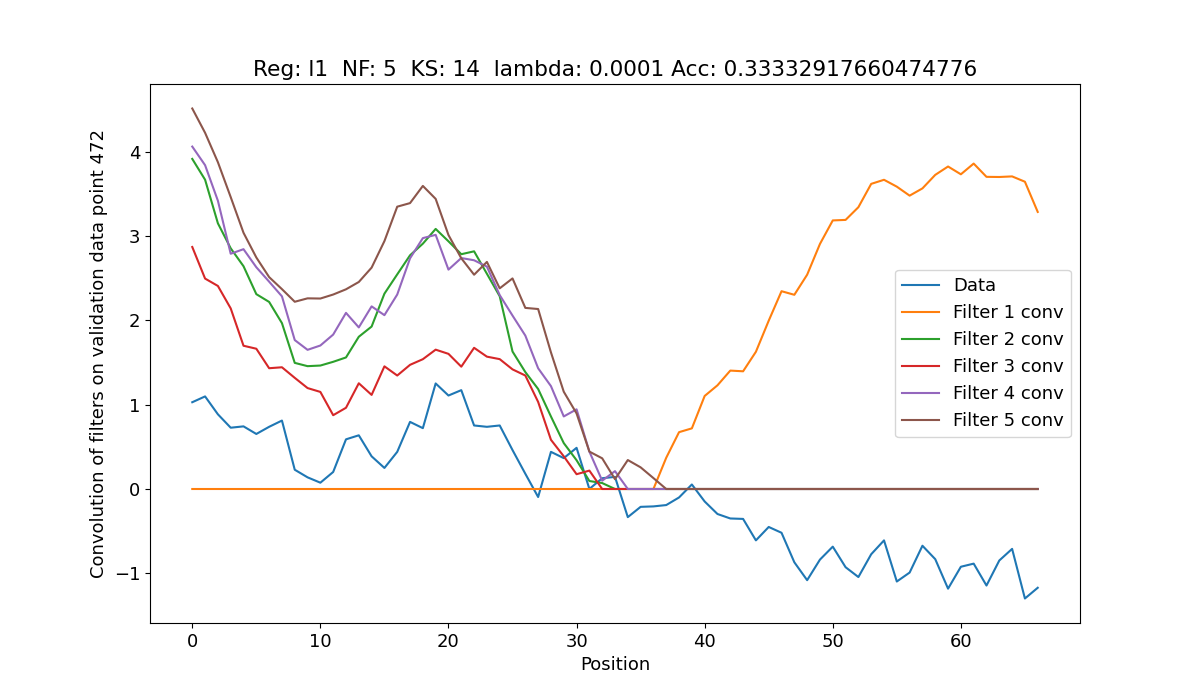 Reg: l1  NF: 5  KS: 14  lambda: 0.0001 Acc: 0.33332917660474776
Convolution of filters on validation data point 472
4
3
2
1
0
−1
Data
Filter 1 conv
Filter 2 conv
Filter 3 conv
Filter 4 conv
Filter 5 conv
0 10 20 30 40 50 60
Position